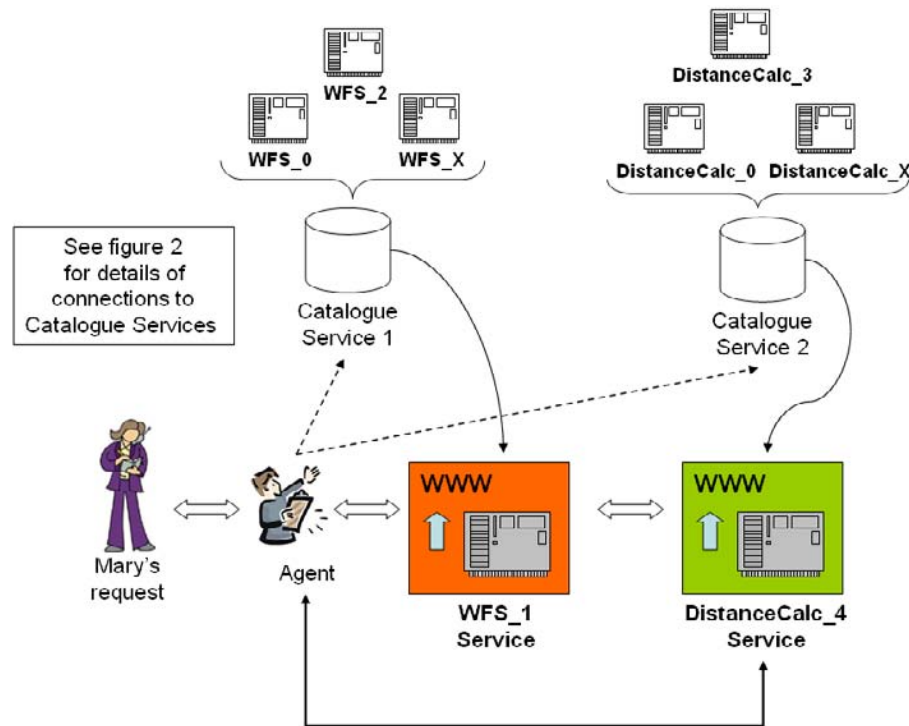 WFS_2
WFS_0
WFS_X
DistanceCalc_3
DistanceCalc_0
DistanceCalc_X
See figure 2
for details of
connections to
Catalogue Services
Catalogue
Service 1
Catalogue
Service 2
Mary's
request
Agent
WWW
WFS_1
Service
WWW
DistanceCalc_4
Service